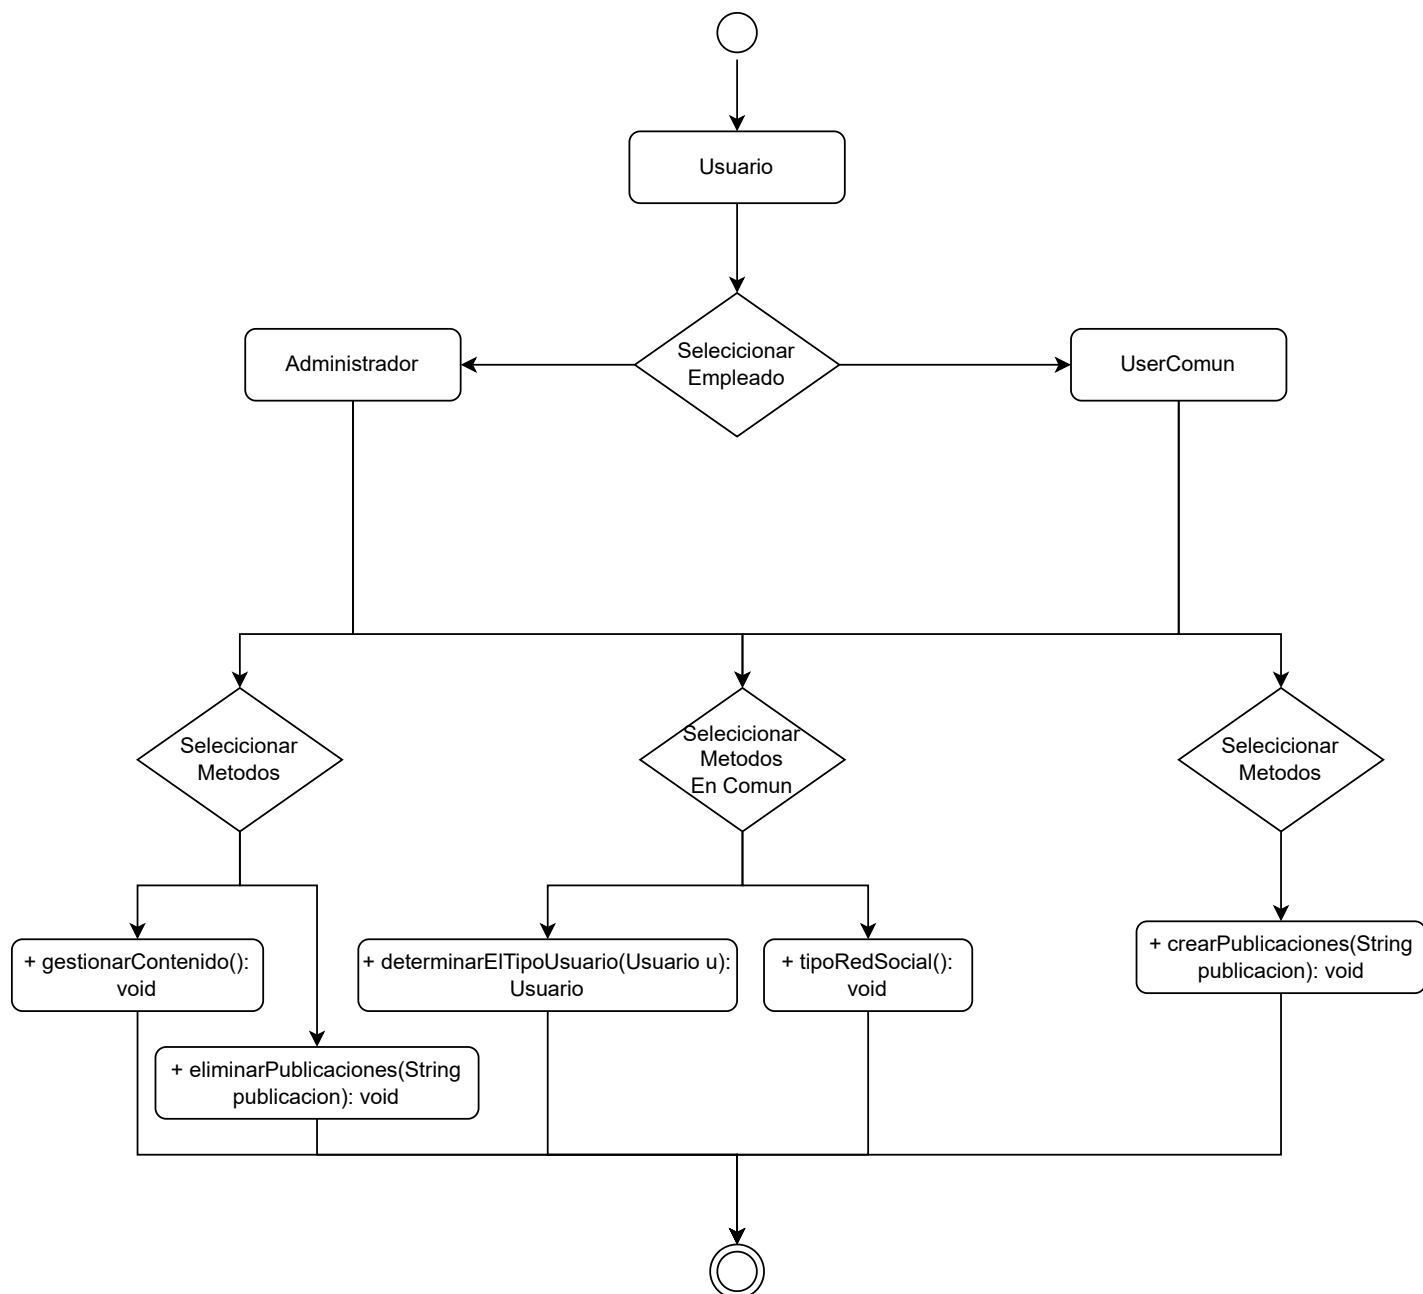 Usuario
Administrador
Selecicionar
Empleado
UserComun
Selecicionar
Metodos
Selecicionar
Metodos
En Comun
Selecicionar
Metodos
+ gestionarContenido():
void
+ determinarElTipoUsuario(Usuario u):
Usuario
+ tipoRedSocial():
void
+ crearPublicaciones(String
publicacion): void
+ eliminarPublicaciones(String
publicacion): void